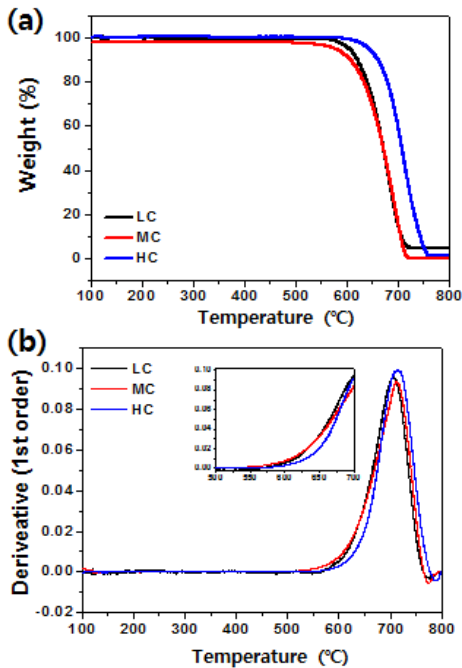 (a)
Weight (%)
100
80
60
40
20
0
LC
MC
HC
100 200 300 400 500 600 700 800
Temperature (℃)
(b)
Deriveative (1st order)
0.10
0.08
0.06
0.04
0.02
0.00
-0.02
LC
MC
HC
0.10
0.08
0.06
0.04
0.02
0.00
500 550 600 650 700
100 200 300 400 500 600 700 800
Temperature (℃)